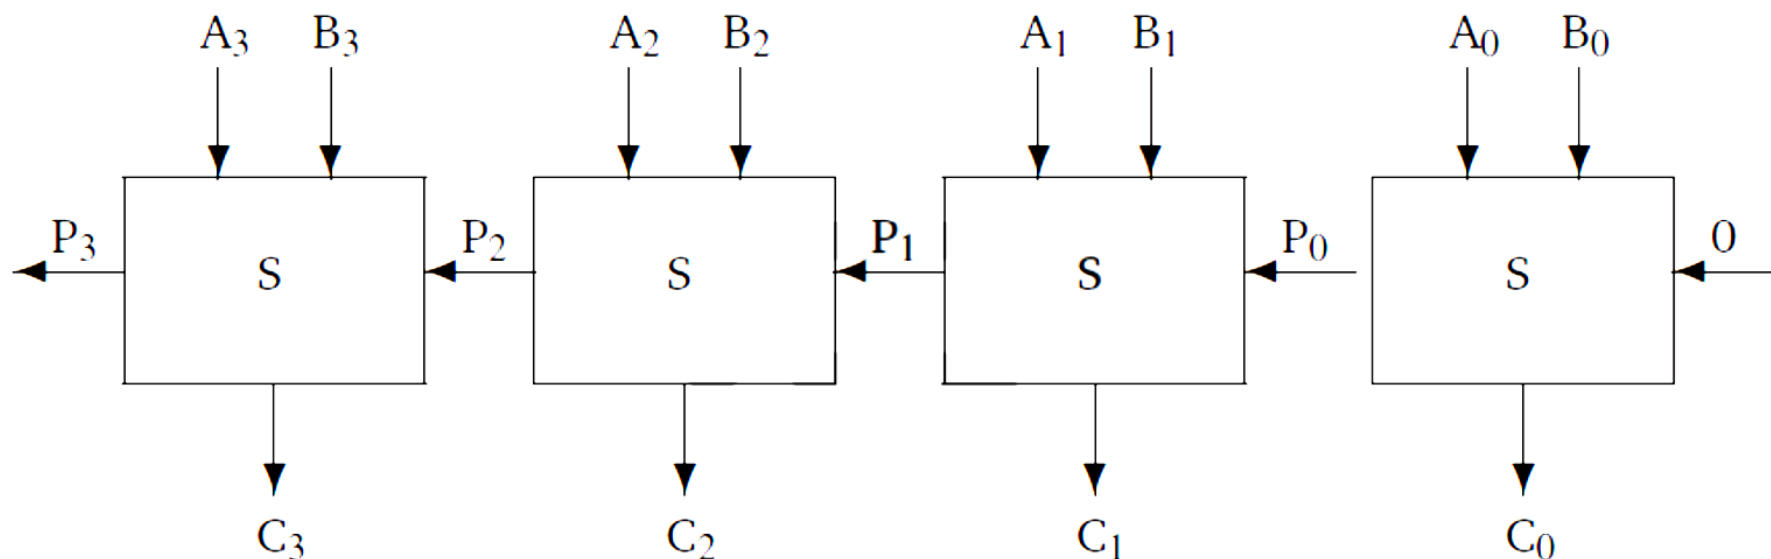 A₃ B₃ A₂ B₂ A₁ B₁ A₀ B₀
P₃ S P₂ S P₁ S P₀ S 0
C₃ C₂ C₁ C₀